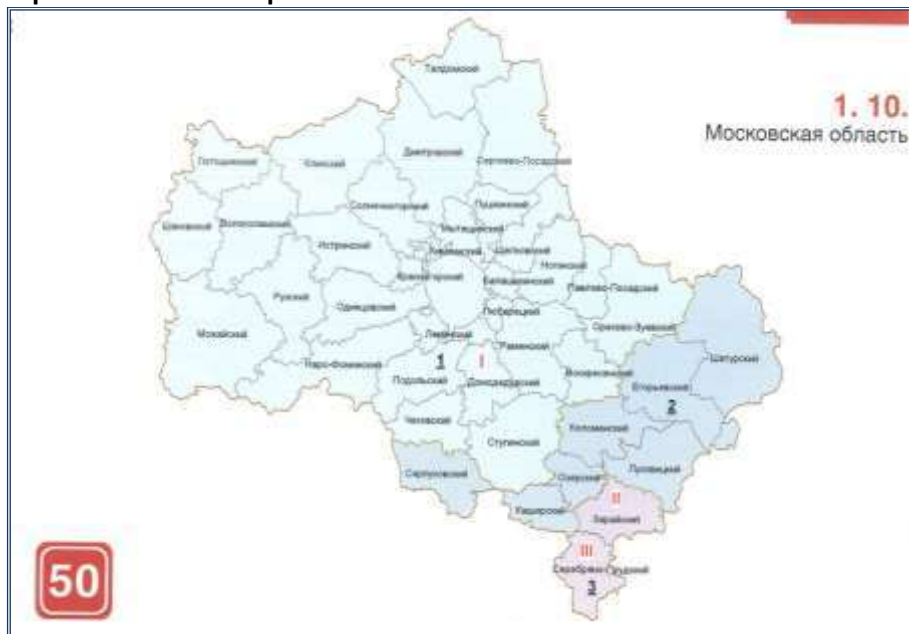 1. 10.
Московская область
Талдомский
Лотошинский
Клинский
Дмитровский
Сергиево-Посадский
Солнечногорский
Пушкинский
Шаховской
Волоколамский
Мытищинский
Истринский
Химкинский
Щелковский
Ногинский
Красногорский
Балашихинский
Павлово-Посадский
Рузский
Одинцовский
Люберецкий
Можайский
Ленинский
Орехово-Зуевский
Раменский
Шатурский
Наро-Фоминский
1
I
Подольский
Домодедовский
Воскресенский
Егорьевский
2
Чеховский
Ступинский
Коломенский
Серпуховский
Озерский
Луховицкий
Каширский
II
Зарайский
III
Серебряно-Прудский
3
50